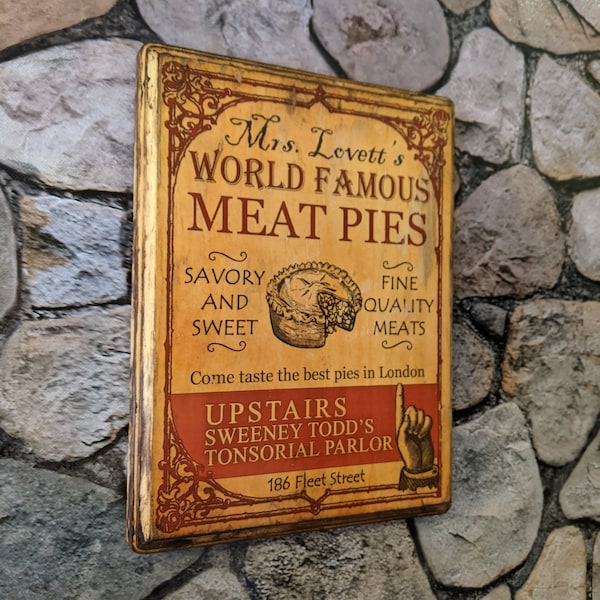 Mrs. Lovett's
WORLD FAMOUS
MEAT PIES
SAVORY
AND
SWEET
FINE
QUALITY
MEATS
Come taste the best pies in London
UPSTAIRS
SWEENEY TODD'S
TONSORIAL PARLOR
186 Fleet Street